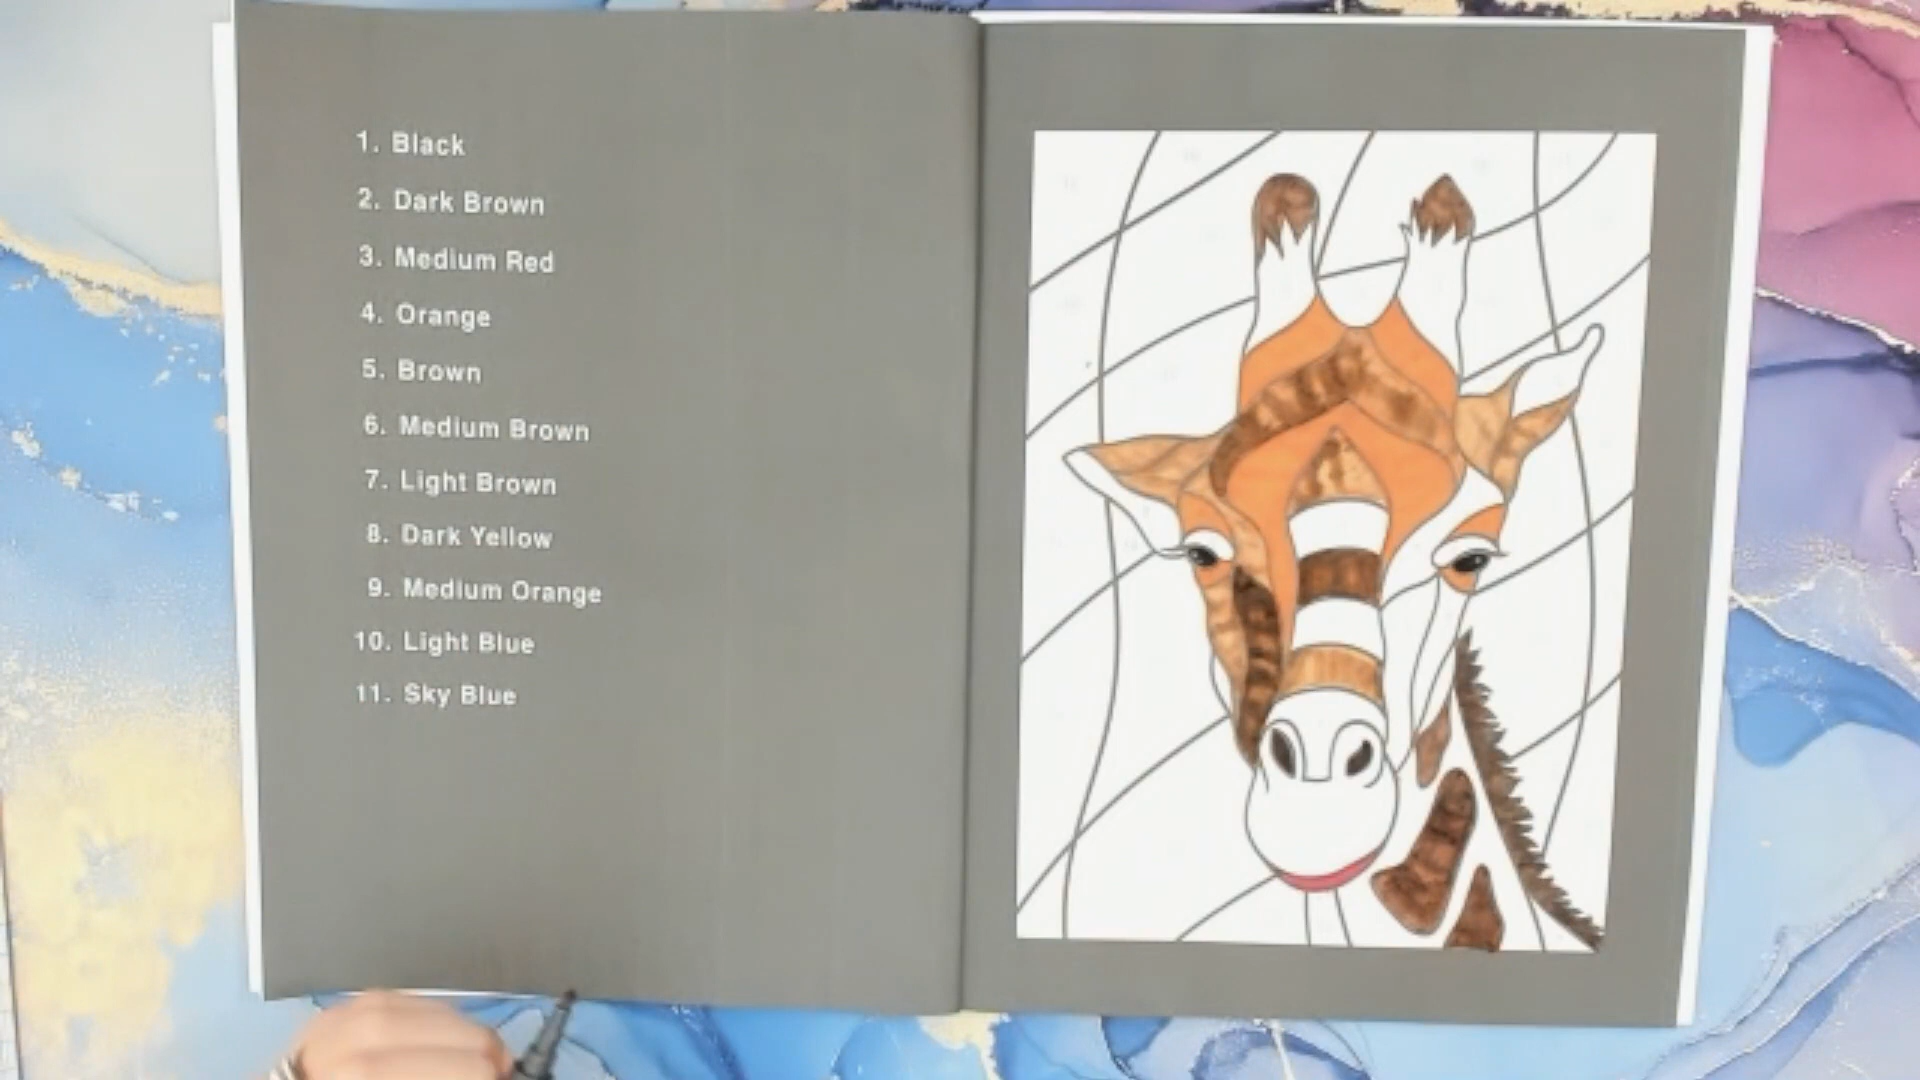 1. Black
2. Dark Brown
3. Medium Red
4. Orange
5. Brown
6. Medium Brown
7. Light Brown
8. Dark Yellow
9. Medium Orange
10. Light Blue
11. Sky Blue